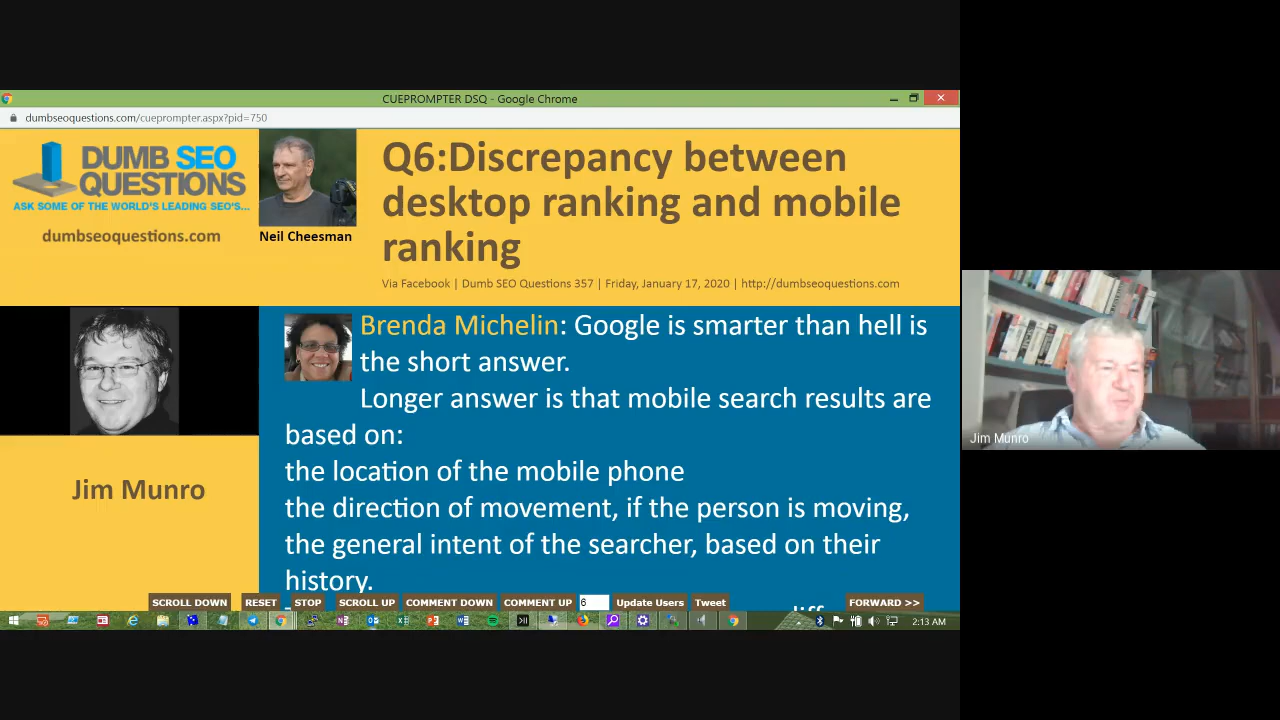 CUEPROMPTER DSQ - Google Chrome
dumbseoquestions.com/cueprompter.aspx?pid=750
DUMB SEO
QUESTIONS
ASK SOME OF THE WORLD'S LEADING SEO'S...
dumbseoquestions.com
Neil Cheesman
Q6:Discrepancy between
desktop ranking and mobile
ranking
Via Facebook | Dumb SEO Questions 357 | Friday, January 17, 2020 | http://dumbseoquestions.com
Jim Munro
Brenda Michelin: Google is smarter than hell is
the short answer.
Longer answer is that mobile search results are
based on:
the location of the mobile phone
the direction of movement, if the person is moving,
the general intent of the searcher, based on their
history.
SCROLL DOWN RESET STOP SCROLL UP COMMENT DOWN COMMENT UP 6 Update Users Tweet FORWARD >>
2:13 AM
Jim Munro